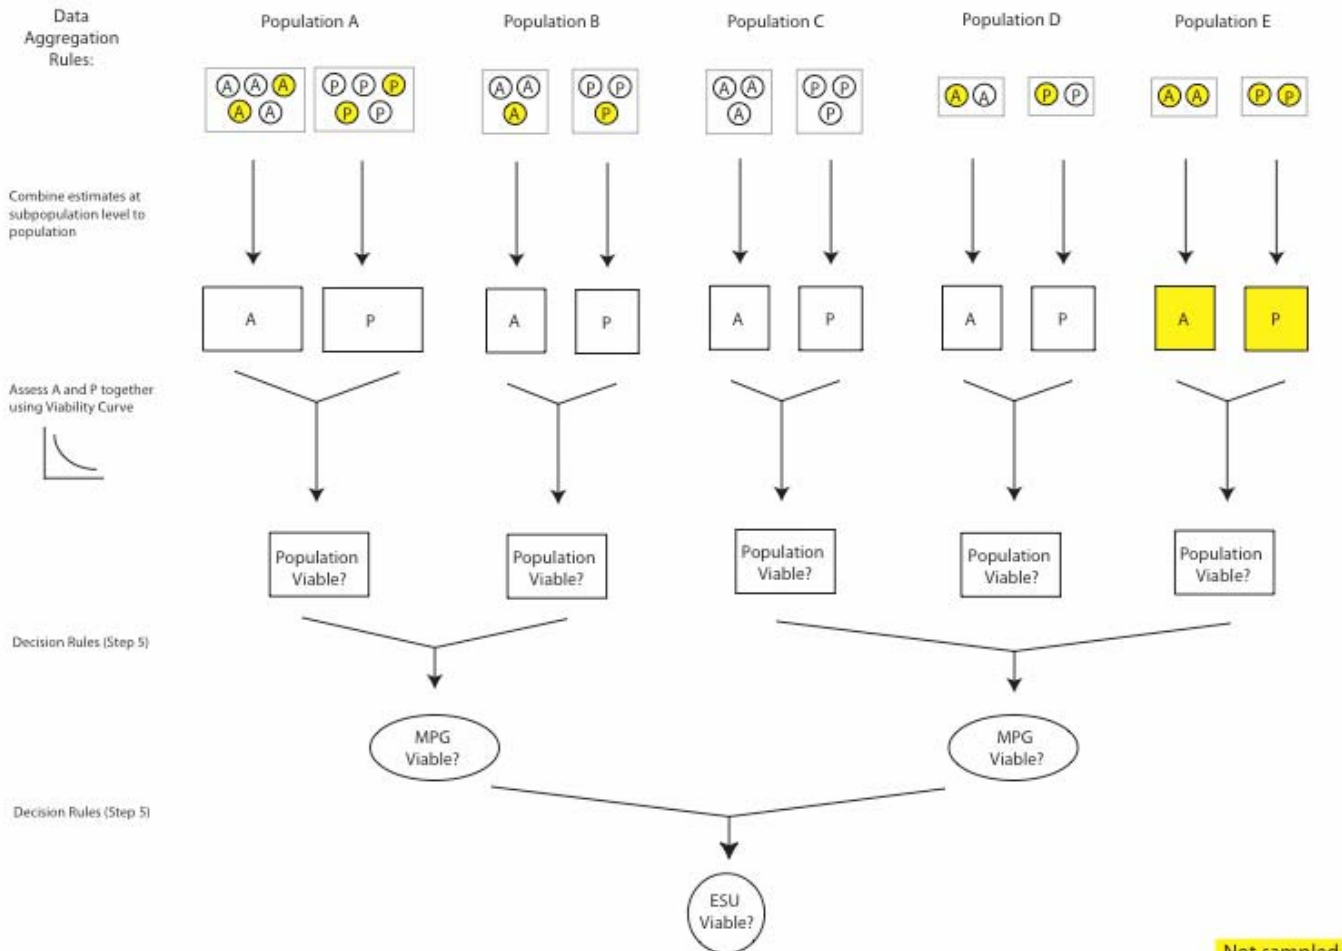 Data
Aggregation
Rules:
Population A
Population B
Population C
Population D
Population E
A A A
A A
P P P
P P
A A
A
P P
P
A A
A
P P
P
A A
P P
A A
P P
Combine estimates at
subpopulation level to
population
A
P
A
P
A
P
A
P
A
P
Assess A and P together
using Viability Curve
Population
Viable?
Population
Viable?
Population
Viable?
Population
Viable?
Population
Viable?
Decision Rules (Step 5)
MPG
Viable?
MPG
Viable?
Decision Rules (Step 5)
ESU
Viable?
Not sampled